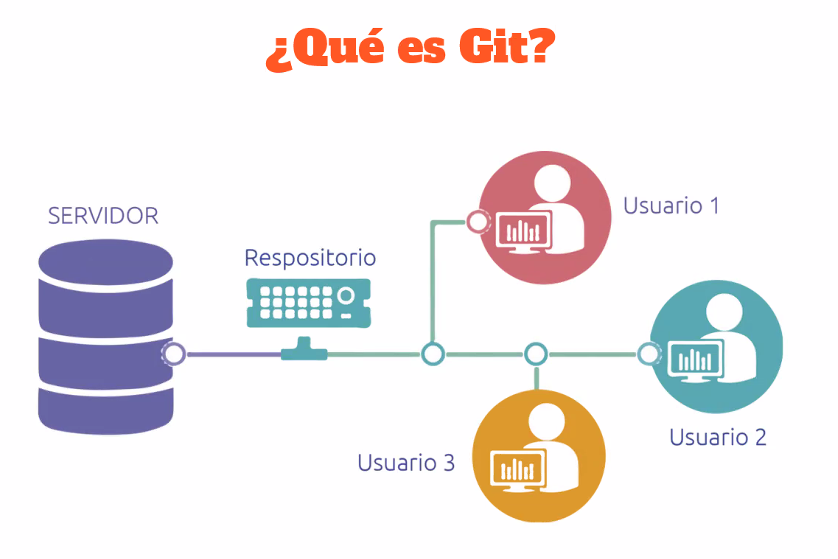 ¿Qué es Git?
SERVIDOR
Respositorio
Usuario 1
Usuario 2
Usuario 3